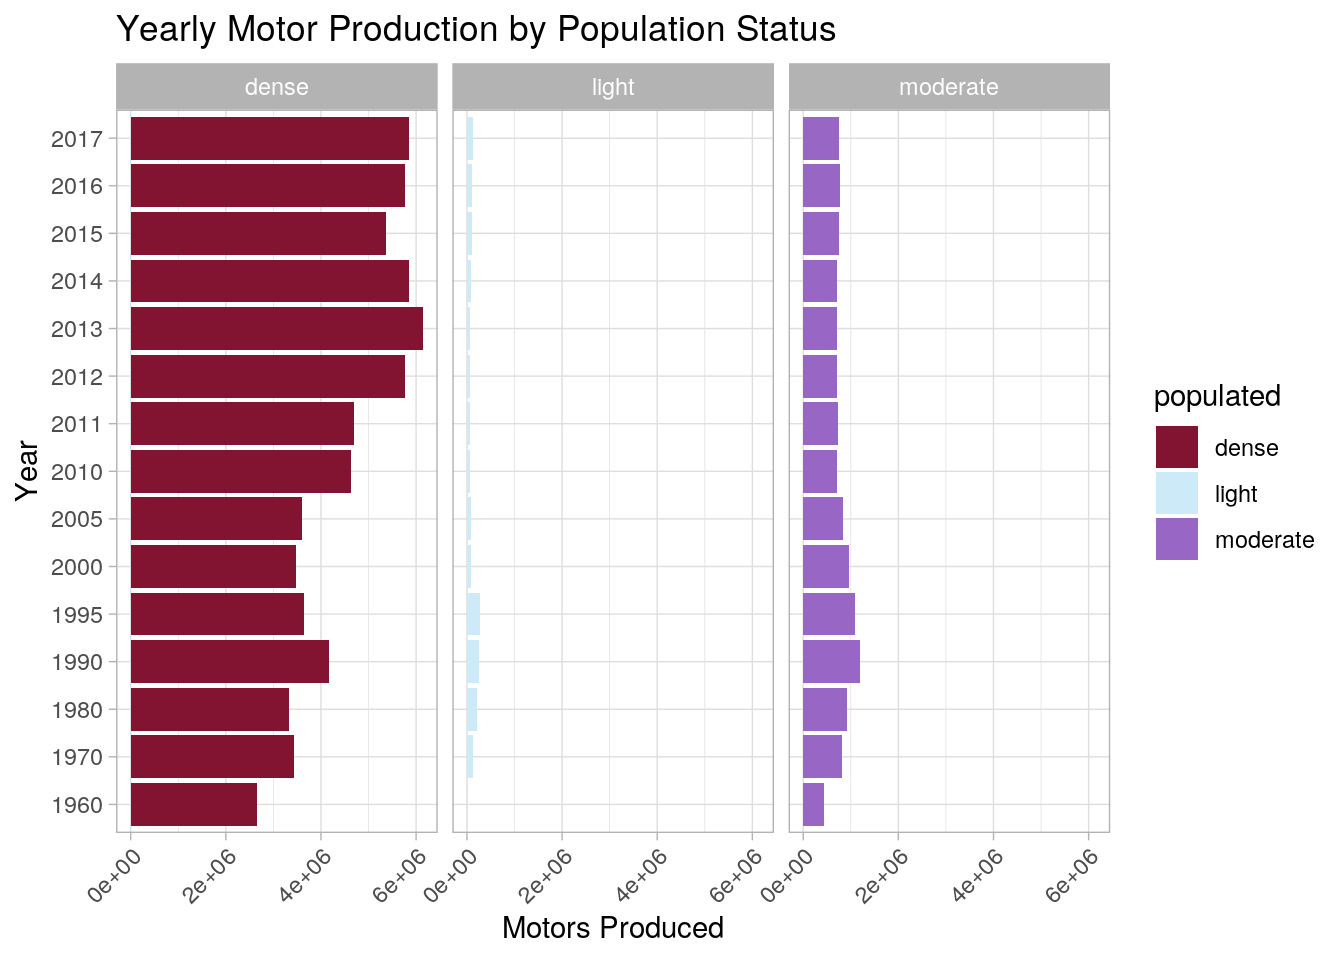 Yearly Motor Production by Population Status
dense
light
moderate
Year
2017
2016
2015
2014
2013
2012
2011
2010
2005
2000
1995
1990
1980
1970
1960
0e+00 2e+06 4e+06 6e+06 0e+00 2e+06 4e+06 6e+06 0e+00 2e+06 4e+06 6e+06
Motors Produced
populated
dense
light
moderate